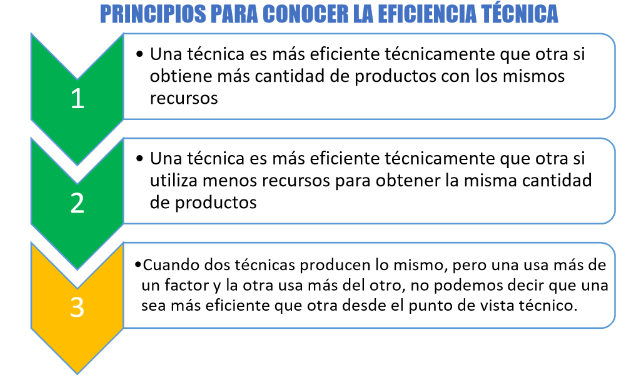 PRINCIPIOS PARA CONOCER LA EFICIENCIA TÉCNICA
1
• Una técnica es más eficiente técnicamente que otra si
obtiene más cantidad de productos con los mismos
recursos
2
• Una técnica es más eficiente técnicamente que otra si
utiliza menos recursos para obtener la misma cantidad
de productos
3
•Cuando dos técnicas producen lo mismo, pero una usa más de
un factor y la otra usa más del otro, no podemos decir que una
sea más eficiente que otra desde el punto de vista técnico.